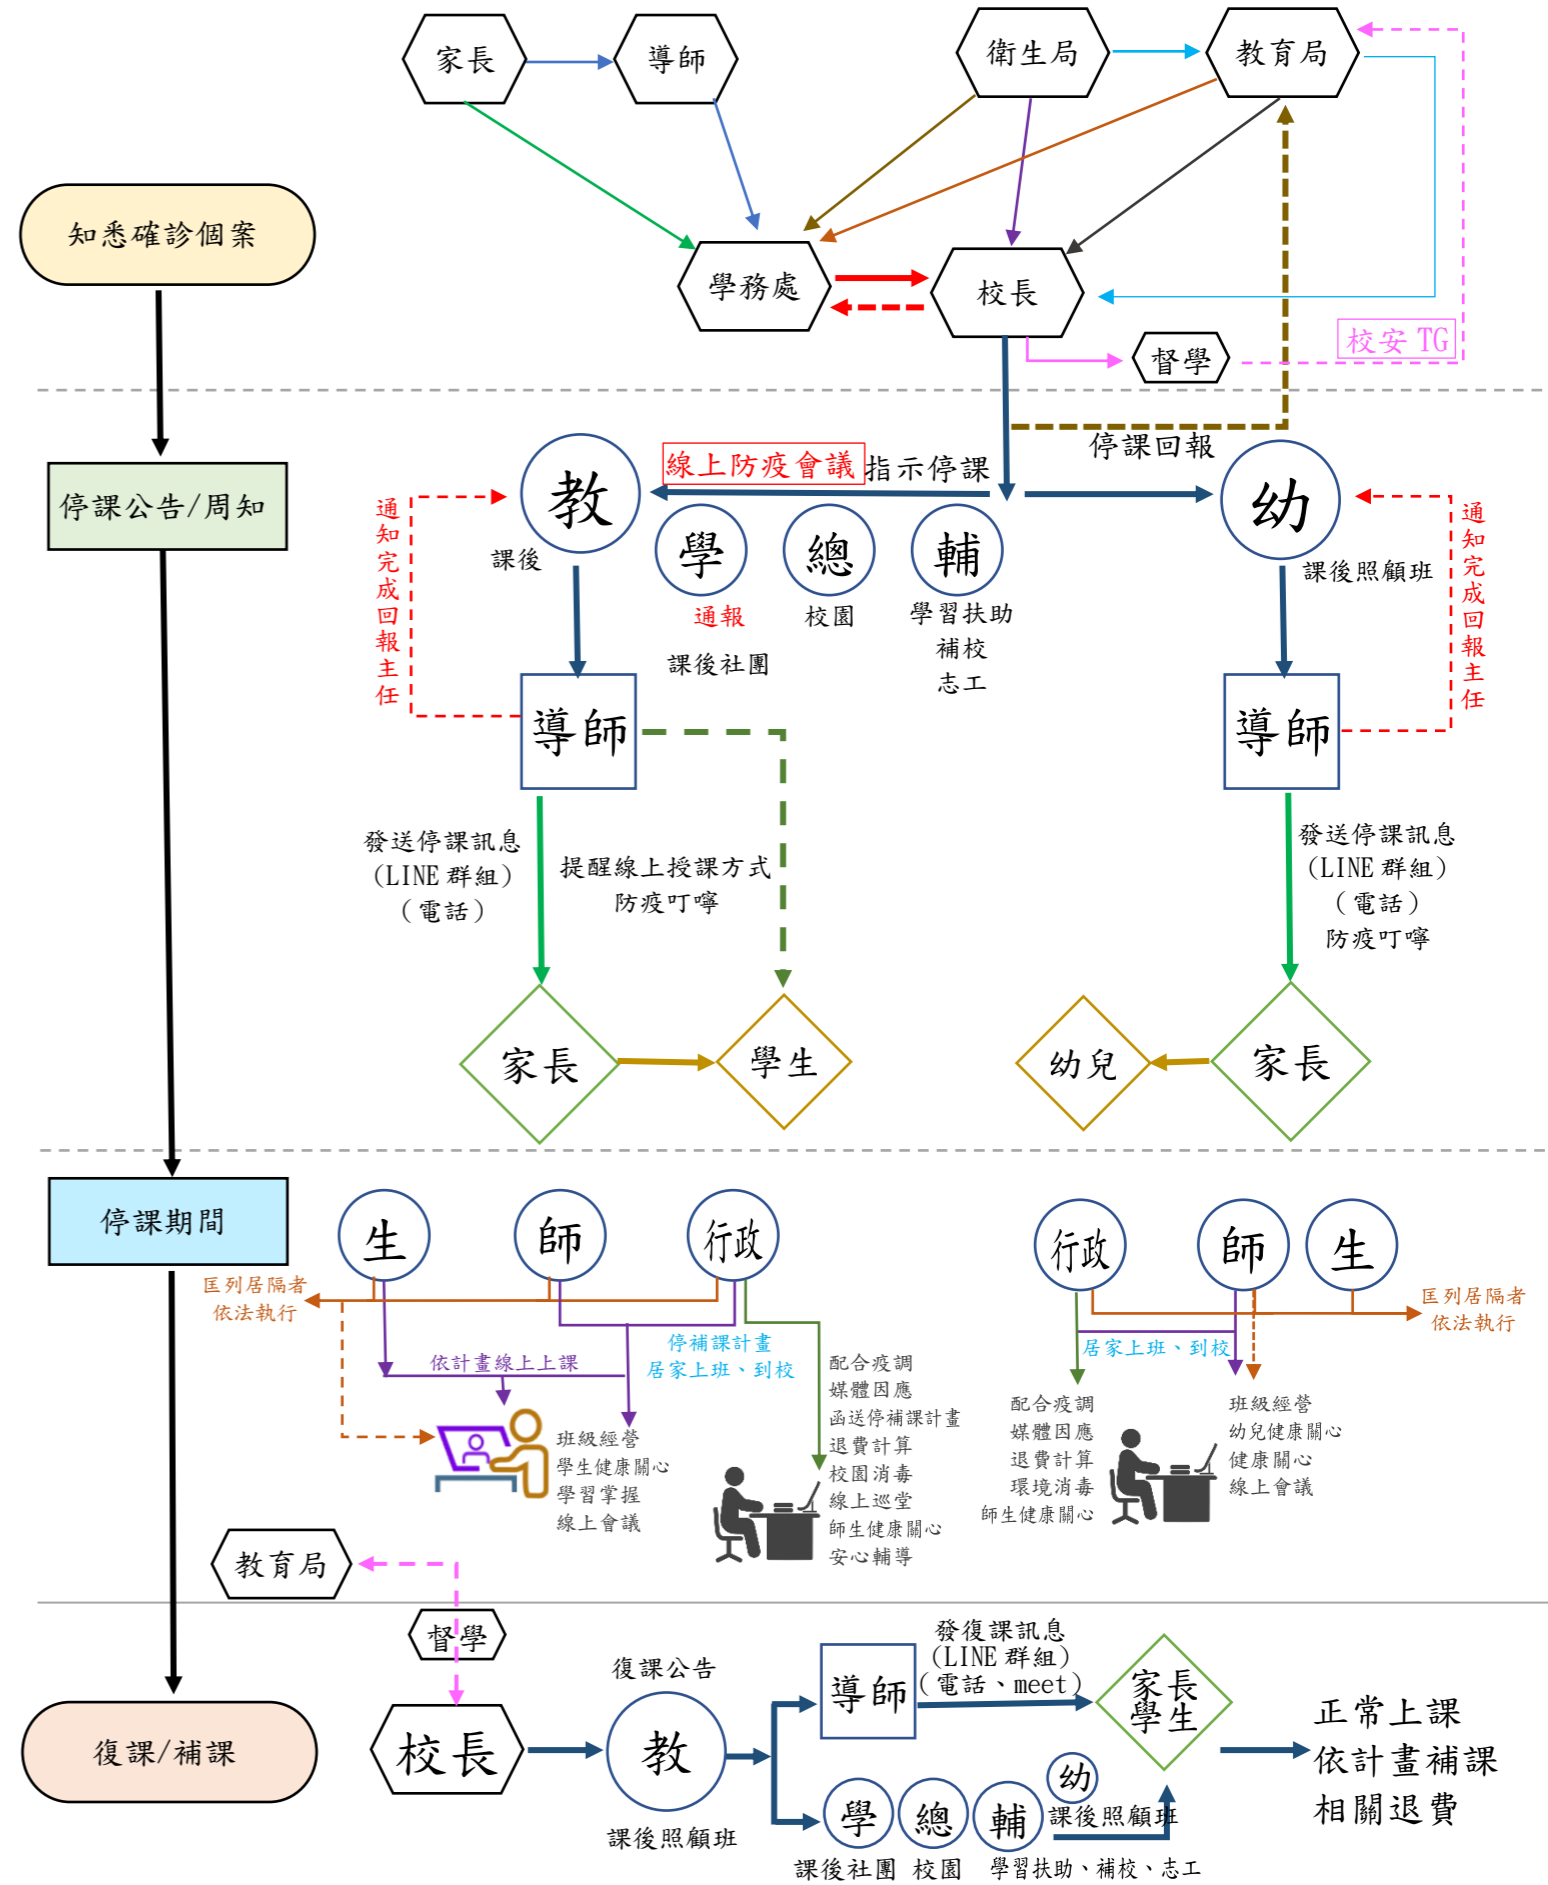 家長
導師
衛生局
教育局
知悉確診個案
學務處
校長
校安 TG
督學
停課公告/周知
通知完成回報主任
教
課後
線上防疫會議
指示停課
停課回報
學
通報
課後社團
總
校園
輔
學習扶助
補校
志工
幼
課後照顧班
通知完成回報主任
導師
導師
發送停課訊息
(LINE 群組)
(電話)
提醒線上授課方式
防疫叮嚀
發送停課訊息
(LINE 群組)
(電話)
防疫叮嚀
家長
學生
幼兒
家長
停課期間
生
師
行政
行政
師
生
匡列居隔者
依法執行
依計畫線上上課
停補課計畫
居家上班、到校
居家上班、到校
匡列居隔者
依法執行
班級經營
學生健康關心
學習掌握
線上會議
配合疫調
媒體因應
函送停補課計畫
退費計算
校園消毒
線上巡堂
師生健康關心
安心輔導
配合疫調
媒體因應
退費計算
環境消毒
師生健康關心
班級經營
幼兒健康關心
健康關心
線上會議
教育局
督學
復課/補課
校長
復課公告
教
課後照顧班
導師
發復課訊息
(LINE 群組)
(電話、meet)
家長
學生
學
課後社團
總
校園
輔
學習扶助、補校、志工
幼
課後照顧班
正常上課
依計畫補課
相關退費